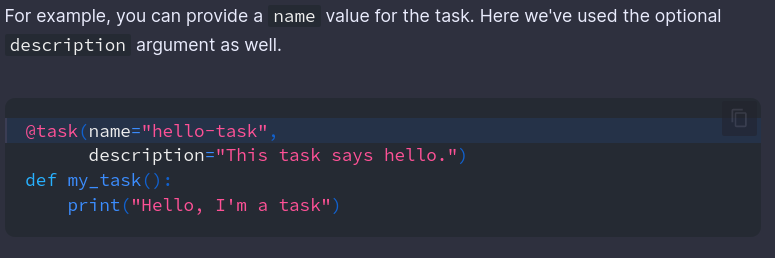 For example, you can provide a name value for the task. Here we've used the optional
description argument as well.
@task(name="hello-task",
      description="This task says hello.")
def my_task():
    print("Hello, I'm a task")